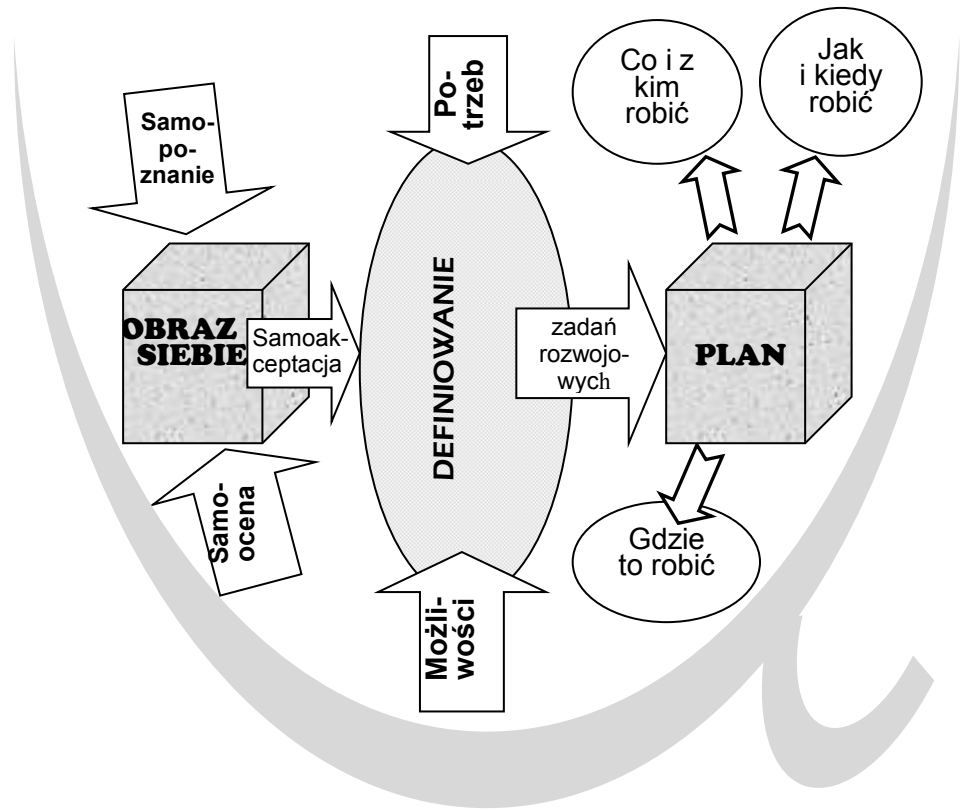 Samo-
po-
znanie
OBRAZ
SIEBIE
Samo-
ocena
Samoak-
ceptacja
Po-
trzeb
DEFINIOWANIE
Możli-
wości
zadań
rozwojo-
wych
PLAN
Co i z
kim
robić
Jak
i kiedy
robić
Gdzie
to robić